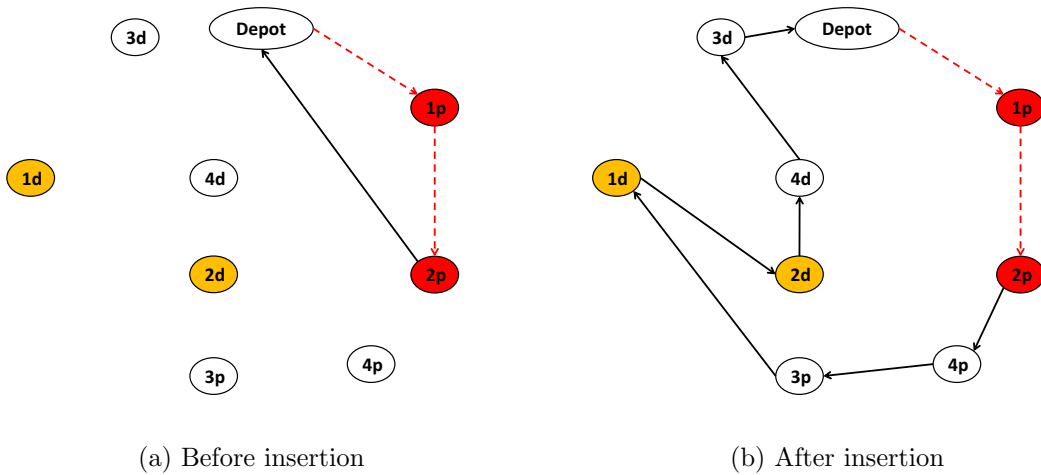 Depot
3d
1p
1d
4d
2d
2p
3p
4p
(a) Before insertion
Depot
3d
1p
1d
4d
2d
2p
3p
4p
(b) After insertion